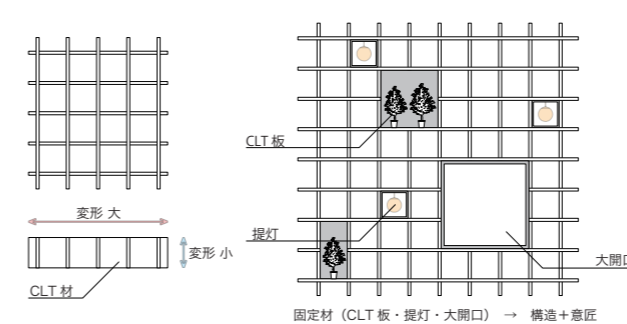 CLT 板
提灯
大開口
変形 大
変形 小
CLT 材
固定材（CLT 板・提灯・大開口） → 構造＋意匠